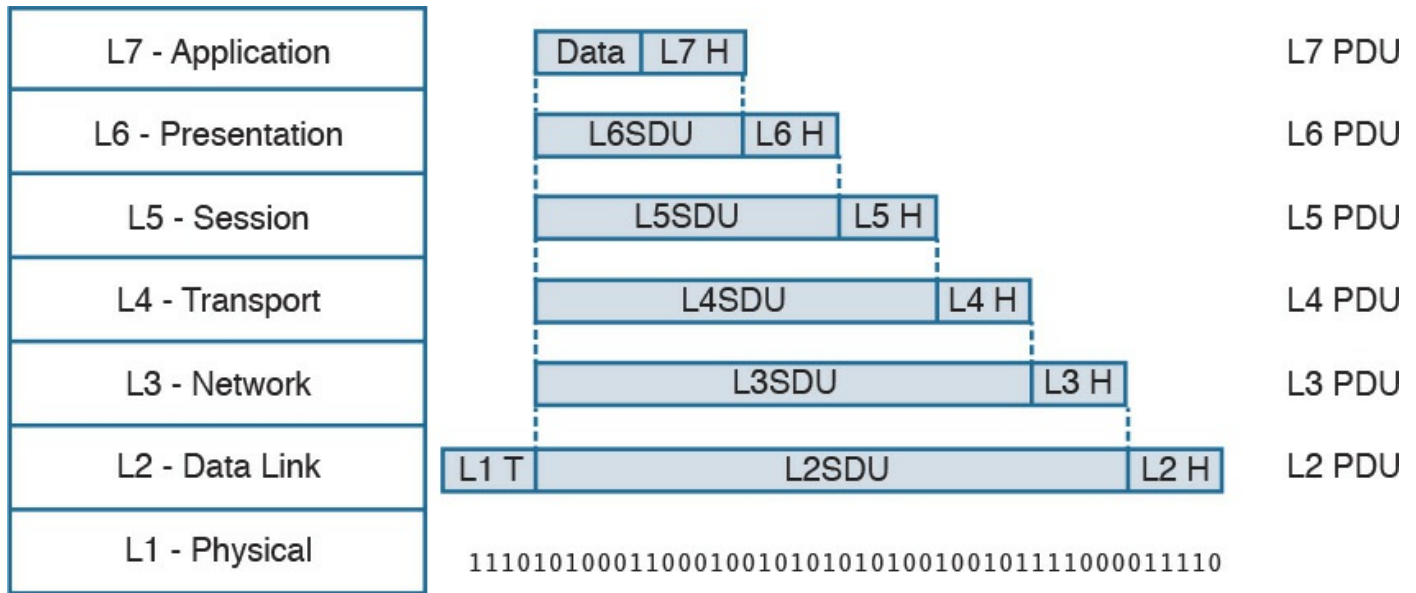 L7 - Application Data L7 H L7 PDU
L6 - Presentation L6SDU L6 H L6 PDU
L5 - Session L5SDU L5 H L5 PDU
L4 - Transport L4SDU L4 H L4 PDU
L3 - Network L3SDU L3 H L3 PDU
L2 - Data Link L1 T L2SDU L2 H L2 PDU
L1 - Physical 1110101000110001001010101010010010111100​0011110